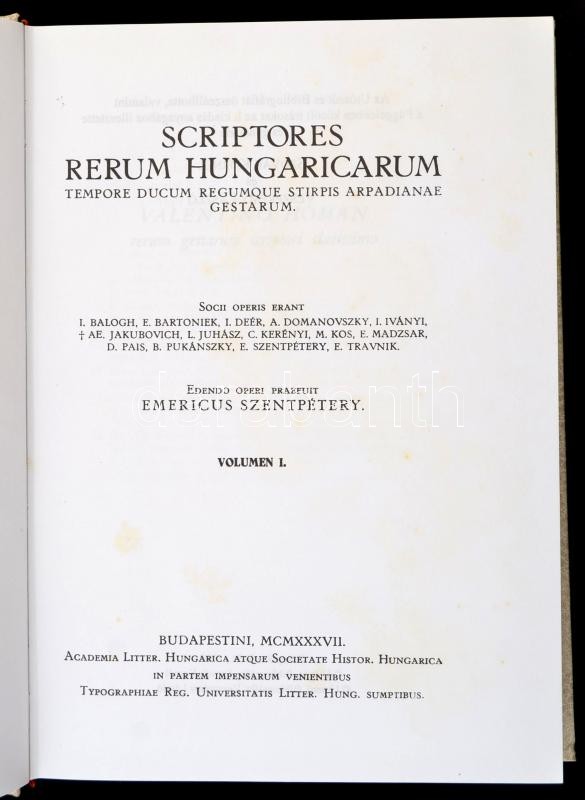 SCRIPTORES
RERUM HUNGARICARUM
TEMPORE DUCUM REGUMQUE STIRPIS ARPADIANAE
GESTARUM.
SOCII OPERIS ERANT
I. BALOGH, E. BARTONIEK, I. DEÉR, A. DOMANOVSZKY, I. IVÁNYI,
† AE. JAKUBOVICH, L. JUHÁSZ, C. KERÉNYI, M. KOS, E. MADZSAR,
D. PAIS, B. PUKÁNSZKY, E. SZENTPÉTERY, E. TRAVNIK.
EDENDO OPERI PRAEFUIT
EMERICUS SZENTPÉTERY.
VOLUMEN I.
BUDAPESTINI, MCMXXXVII.
ACADEMIA LITTER. HUNGARICA ATQUE SOCIETATE HISTOR. HUNGARICA
IN PARTEM IMPENSARUM VENIENTIBUS
TYPOGRAPHIAE REG. UNIVERSITATIS LITTER. HUNG. SUMPTIBUS.